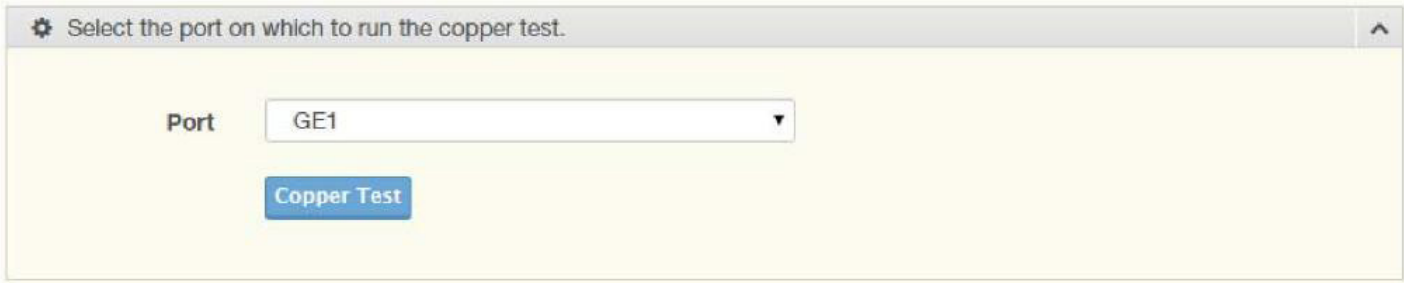 Select the port on which to run the copper test.
Port GE1
Copper Test